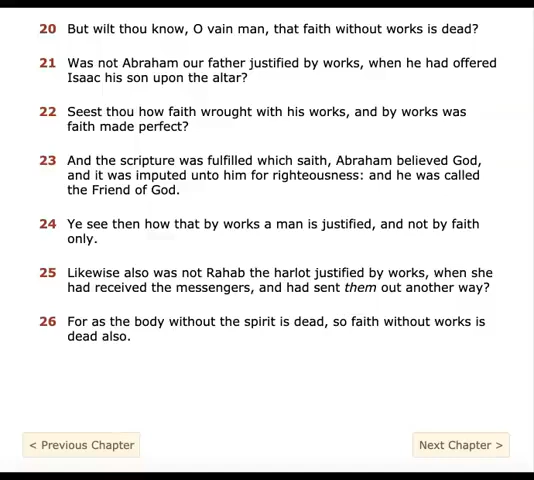 20 But wilt thou know, O vain man, that faith without works is dead?
21 Was not Abraham our father justified by works, when he had offered
Isaac his son upon the altar?
22 Seest thou how faith wrought with his works, and by works was
faith made perfect?
23 And the scripture was fulfilled which saith, Abraham believed God,
and it was imputed unto him for righteousness: and he was called
the Friend of God.
24 Ye see then how that by works a man is justified, and not by faith
only.
25 Likewise also was not Rahab the harlot justified by works, when she
had received the messengers, and had sent them out another way?
26 For as the body without the spirit is dead, so faith without works is
dead also.
< Previous Chapter
Next Chapter >